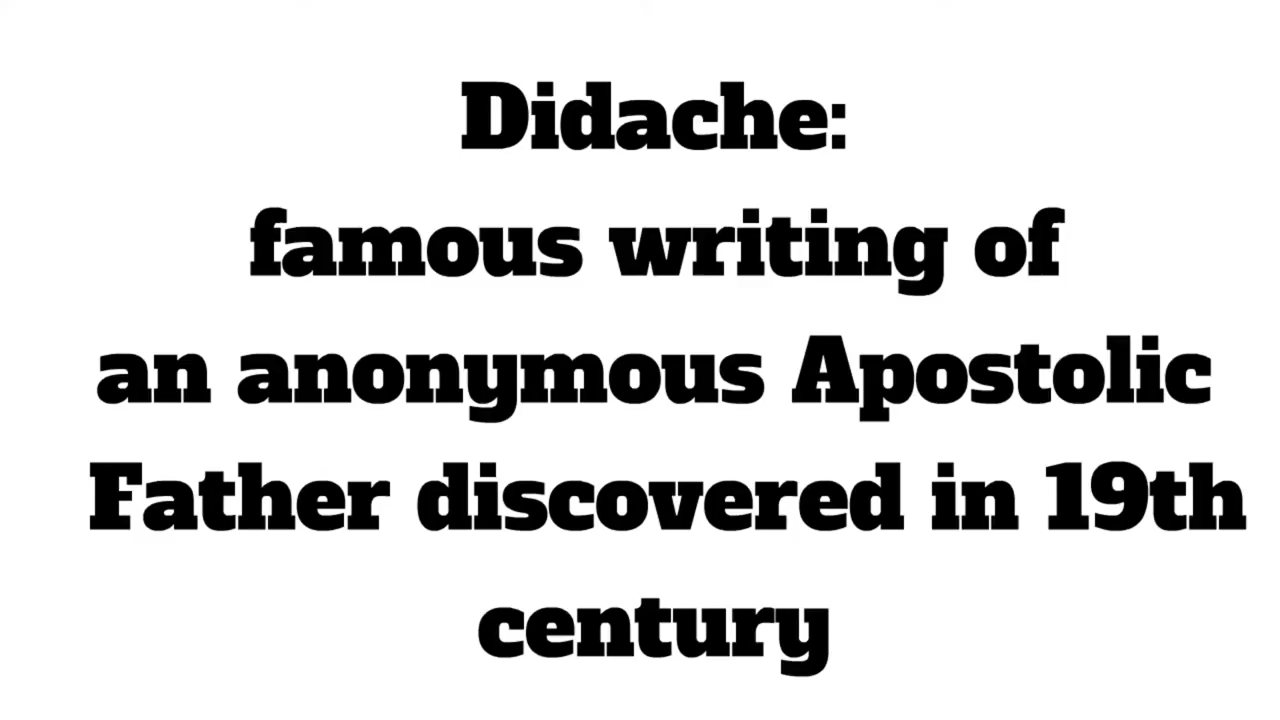 Didache:
famous writing of
an anonymous Apostolic
Father discovered in 19th
century